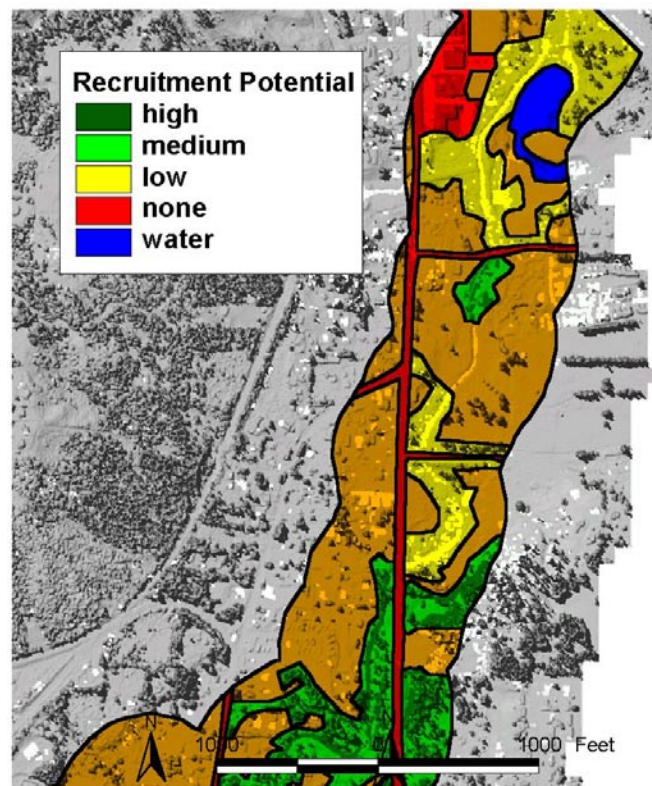 Recruitment Potential
high
medium
low
none
water
N
1000 0 1000 Feet